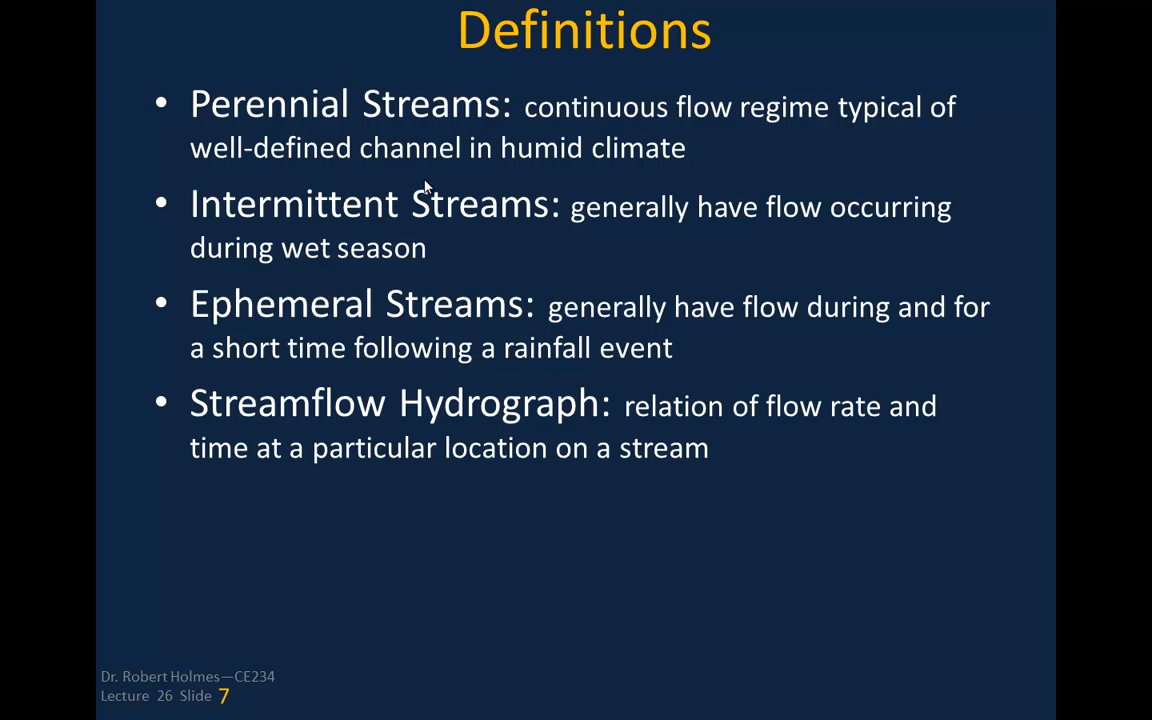 Definitions
• Perennial Streams: continuous flow regime typical of
well-defined channel in humid climate
• Intermittent Streams: generally have flow occurring
during wet season
• Ephemeral Streams: generally have flow during and for
a short time following a rainfall event
• Streamflow Hydrograph: relation of flow rate and
time at a particular location on a stream
Dr. Robert Holmes—CE234
Lecture 26 Slide 7